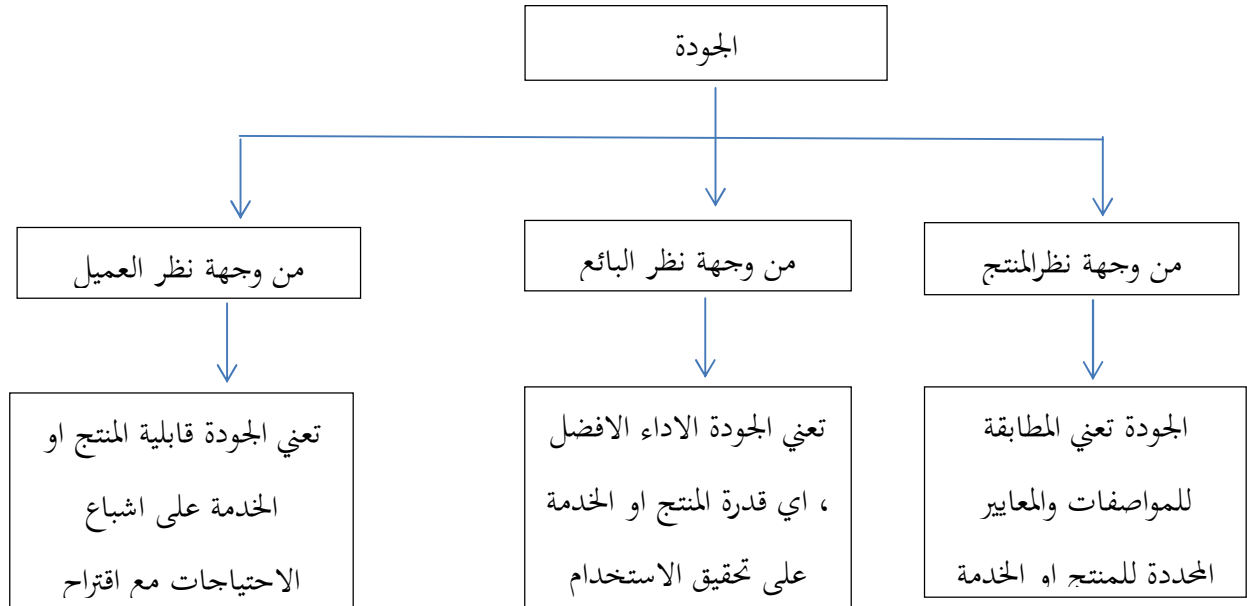 الجودة
من وجهة نظرالمنتج
من وجهة نظر البائع
من وجهة نظر العميل
الجودة تعني المطابقة
للمواصفات والمعايير
المحددة للمنتج او الخدمة
تعني الجودة الاداء الافضل
، اي قدرة المنتج او الخدمة
على تحقيق الاستخدام
تعني الجودة قابلية المنتج او
الخدمة على اشباع
الاحتياجات مع اقتراح